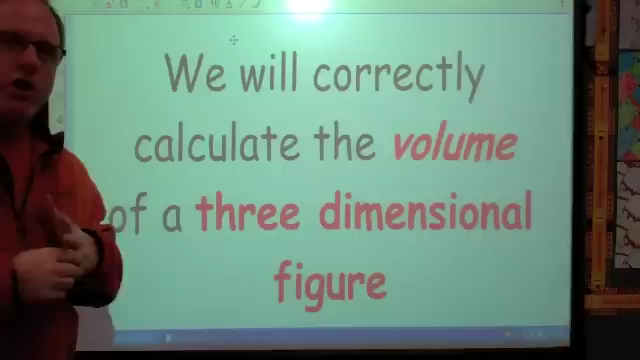 We will correctly
calculate the volume
of a three dimensional
figure